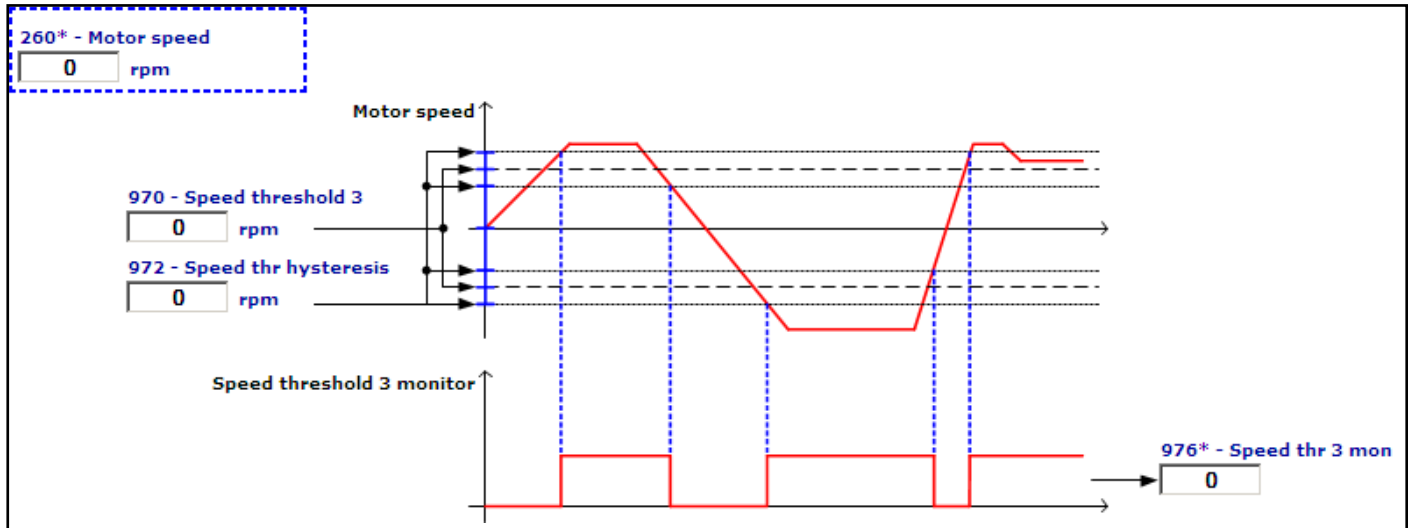 260* - Motor speed
0 rpm
Motor speed
970 - Speed threshold 3
0 rpm
972 - Speed thr hysteresis
0 rpm
Speed threshold 3 monitor
976* - Speed thr 3 mon
0